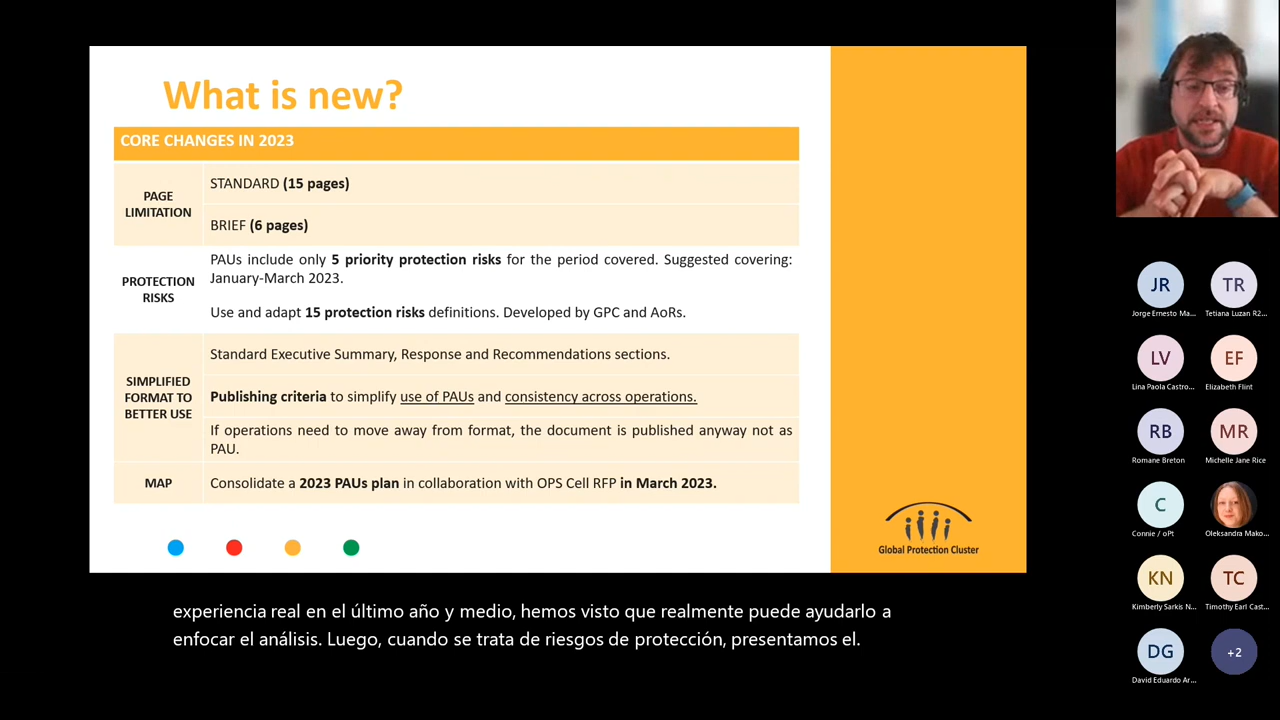 What is new?
CORE CHANGES IN 2023
PAGE
LIMITATION
STANDARD (15 pages)
BRIEF (6 pages)
PROTECTION
RISKS
PAUs include only 5 priority protection risks for the period covered. Suggested covering:
January-March 2023.
Use and adapt 15 protection risks definitions. Developed by GPC and AoRs.
SIMPLIFIED
FORMAT TO
BETTER USE
Standard Executive Summary, Response and Recommendations sections.
Publishing criteria to simplify use of PAUs and consistency across operations.
If operations need to move away from format, the document is published anyway not as
PAU.
MAP
Consolidate a 2023 PAUs plan in collaboration with OPS Cell RFP in March 2023.
Global Protection Cluster
experiencia real en el último año y medio, hemos visto que realmente puede ayudarlo a
enfocar el análisis. Luego, cuando se trata de riesgos de protección, presentamos el.
JR
Jorge Ernesto Ma...
TR
Tetiana Luzan R2...
LV
Lina Paola Castro...
EF
Elizabeth Flint
RB
Romane Breton
MR
Michelle Jane Rice
C
Connie / oPt
Oleksandra Mako...
KN
Kimberly Sarkis N...
TC
Timothy Earl Cast...
DG
David Eduardo Ar...
+2